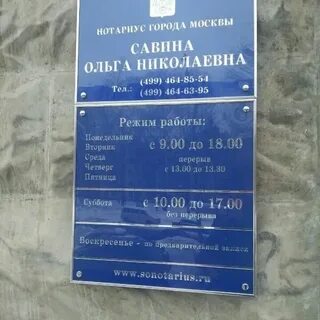 НОТАРИУС ГОРОДА МОСКВЫ
САВИНА
ОЛЬГА НИКОЛАЕВНА
Тел.: (499) 464-85-54
(499) 464-63-95
Режим работы:
Понедельник
Вторник с 9.00 до 18.00
Среда перерыв
Четверг с 13.00 до 13.30
Пятница
Суббота с 10.00 до 17.00
без перерыва
Воскресенье - по предварительной записи
www.sonotarius.ru